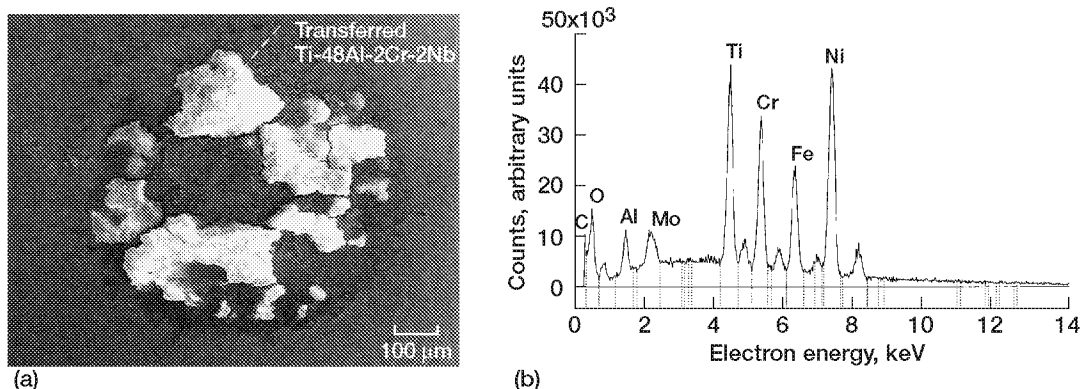 Transferred
Ti-48Al-2Cr-2Nb
100 μm
(a)
50x10³
40
30
20
10
0
Counts, arbitrary units
C
O
Al
Mo
Ti
Cr
Fe
Ni
0 2 4 6 8 10 12 14
Electron energy, keV
(b)